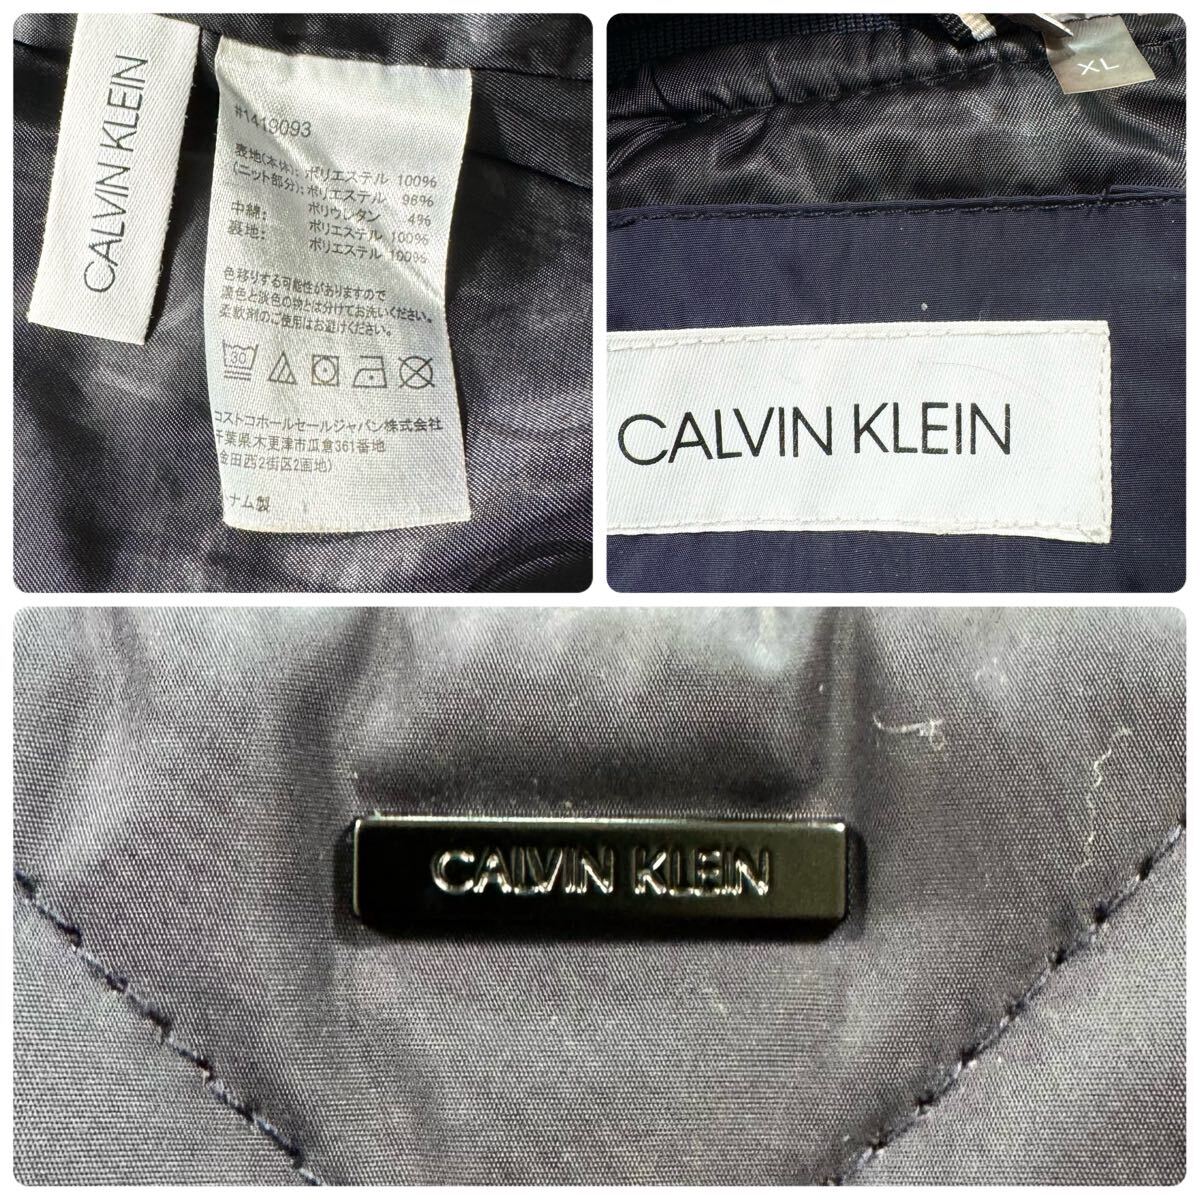 CALVIN KLEIN
#1419093
表地(本体): ポリエステル 100%
(ニット部分): ポリエステル 96%
ポリウレタン 4%
中綿: ポリエステル 100%
裏地: ポリエステル 100%
色移りする可能性がありますので
濃色と淡色の物とは分けてお洗いください。
柔軟剤のご使用はお避けください。
30
コストコホールセールジャパン株式会社
千葉県木更津市瓜倉361番地
金田西2街区2画地)
ナム製
XL
CALVIN KLEIN
CALVIN KLEIN